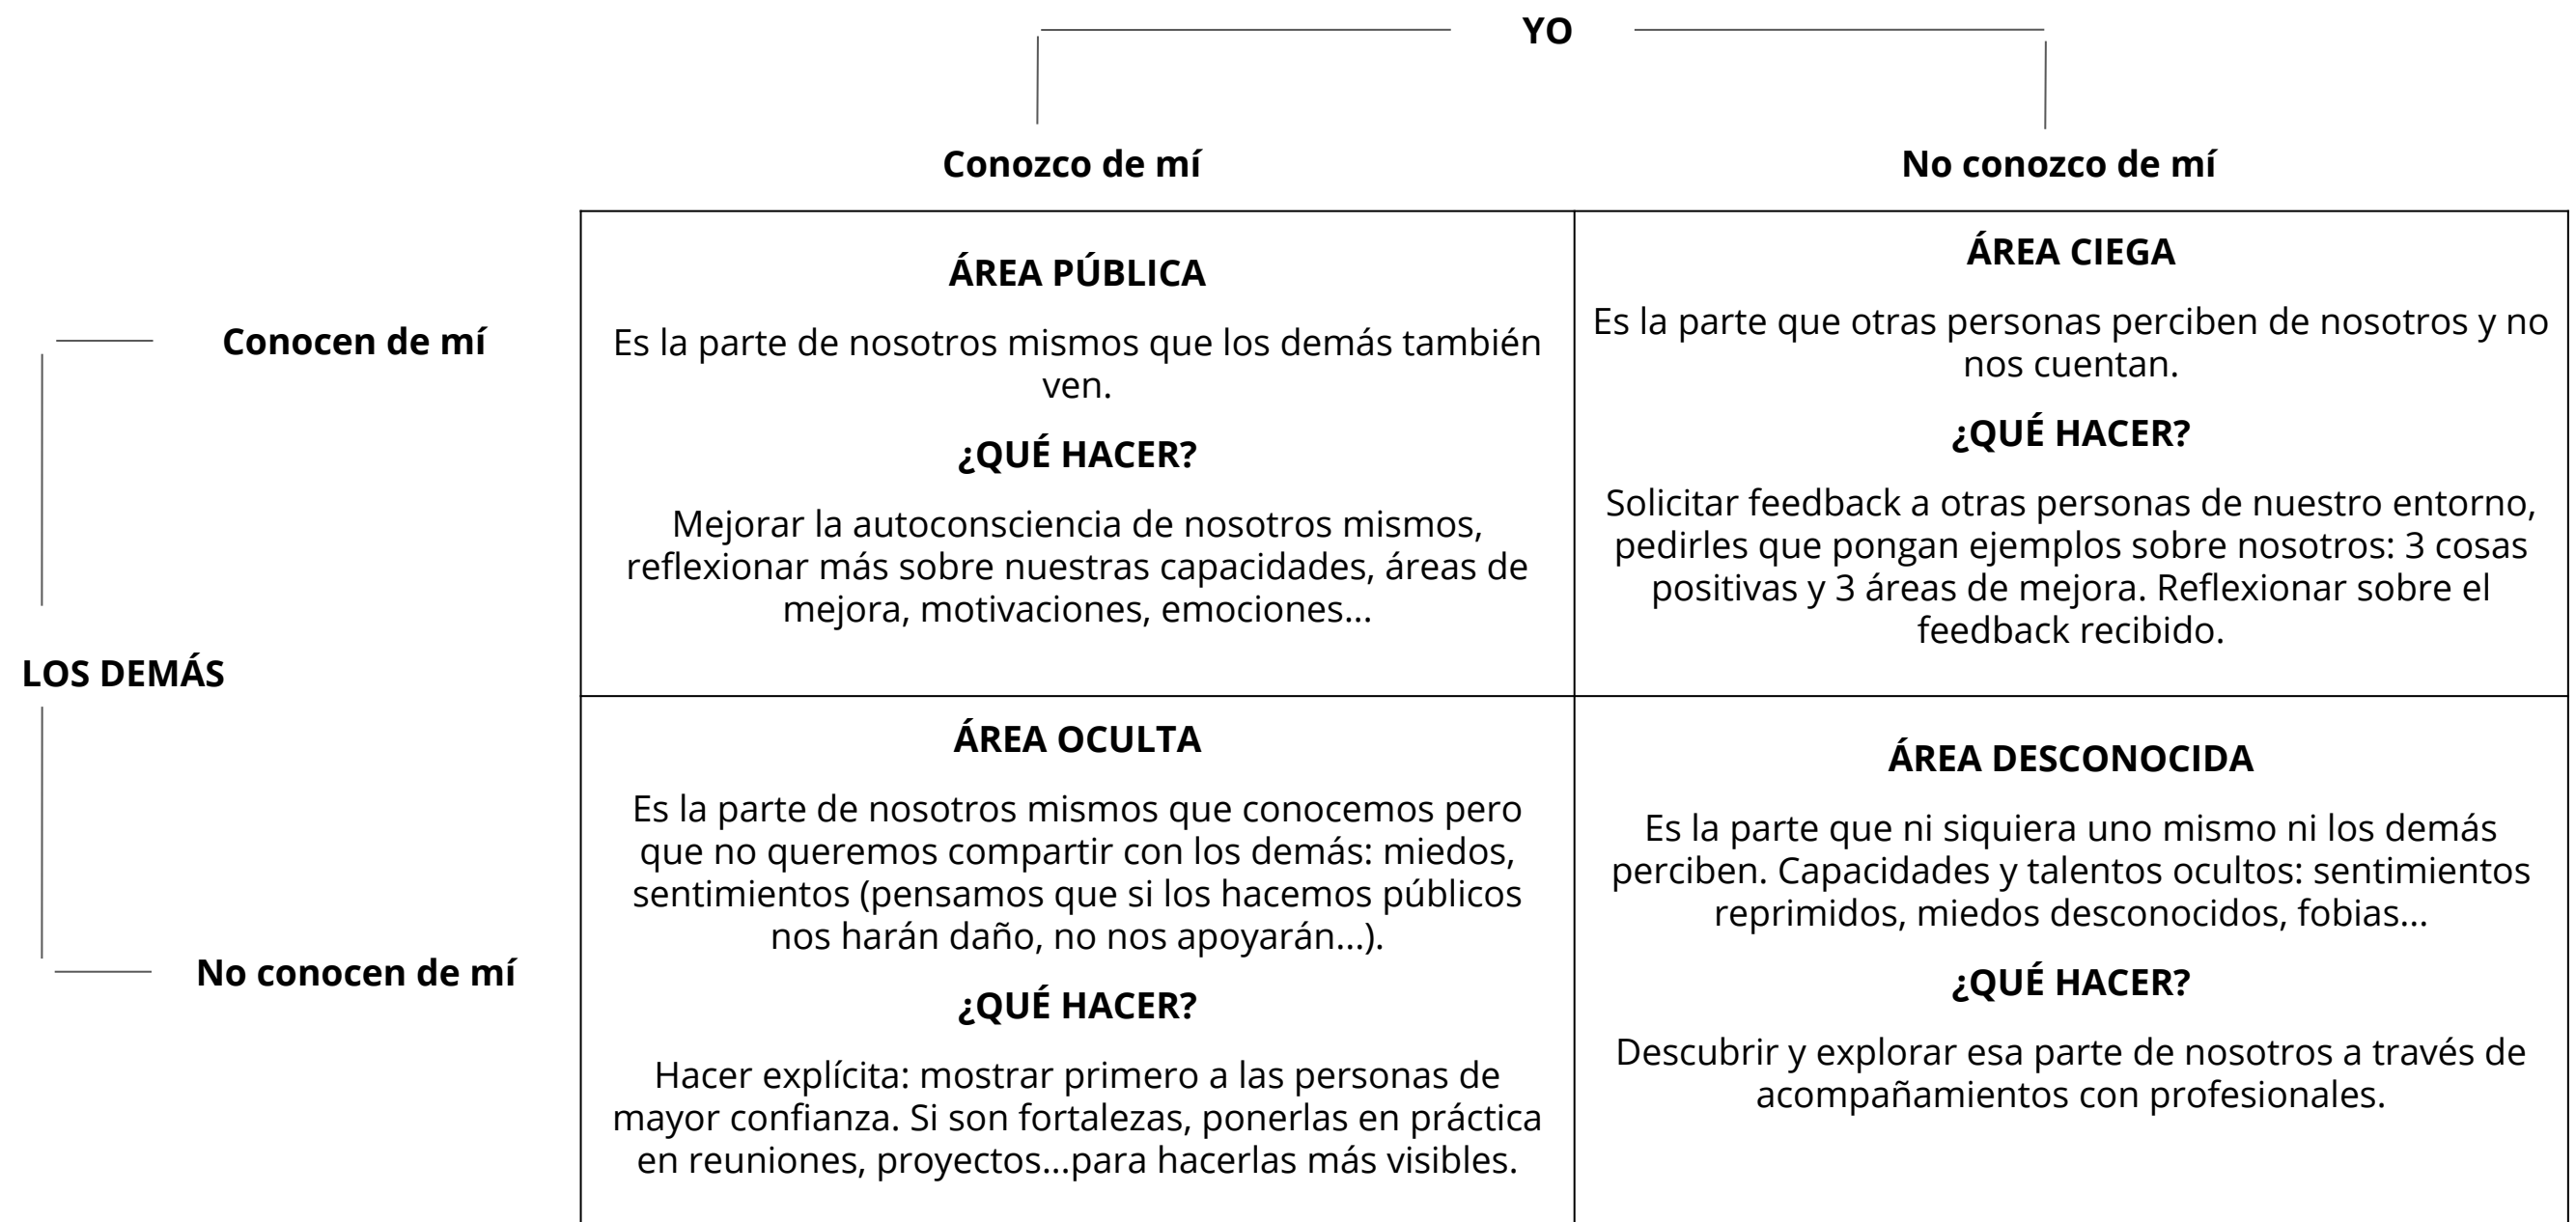 YO
Conozco de mí
No conozco de mí
Conocen de mí
LOS DEMÁS
No conocen de mí
ÁREA PÚBLICA
Es la parte de nosotros mismos que los demás también
ven.
¿QUÉ HACER?
Mejorar la autoconsciencia de nosotros mismos,
reflexionar más sobre nuestras capacidades, áreas de
mejora, motivaciones, emociones...
ÁREA CIEGA
Es la parte que otras personas perciben de nosotros y no
nos cuentan.
¿QUÉ HACER?
Solicitar feedback a otras personas de nuestro entorno,
pedirles que pongan ejemplos sobre nosotros: 3 cosas
positivas y 3 áreas de mejora. Reflexionar sobre el
feedback recibido.
ÁREA OCULTA
Es la parte de nosotros mismos que conocemos pero
que no queremos compartir con los demás: miedos,
sentimientos (pensamos que si los hacemos públicos
nos harán daño, no nos apoyarán...).
¿QUÉ HACER?
Hacer explícita: mostrar primero a las personas de
mayor confianza. Si son fortalezas, ponerlas en práctica
en reuniones, proyectos...para hacerlas más visibles.
ÁREA DESCONOCIDA
Es la parte que ni siquiera uno mismo ni los demás
perciben. Capacidades y talentos ocultos: sentimientos
reprimidos, miedos desconocidos, fobias...
¿QUÉ HACER?
Descubrir y explorar esa parte de nosotros a través de
acompañamientos con profesionales.